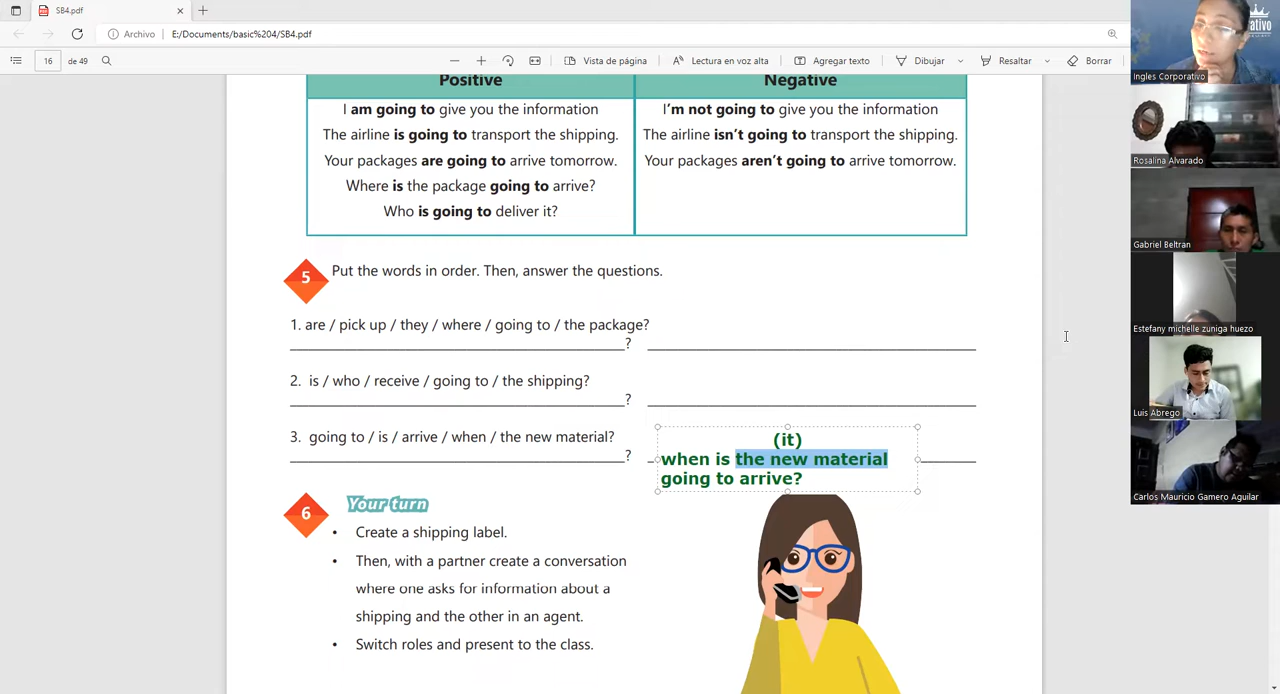 SB4.pdf
Archivo E:/Documents/basic%204/SB4.pdf
16 de 49 Vista de página Lectura en voz alta Agregar texto Dibujar Resaltar Borrar
Positive Negative
I am going to give you the information
The airline is going to transport the shipping.
Your packages are going to arrive tomorrow.
Where is the package going to arrive?
Who is going to deliver it?
I'm not going to give you the information
The airline isn't going to transport the shipping.
Your packages aren't going to arrive tomorrow.
5 Put the words in order. Then, answer the questions.
1. are / pick up / they / where / going to / the package?
?
2. is / who / receive / going to / the shipping?
?
3. going to / is / arrive / when / the new material?
?
(it)
when is the new material
going to arrive?
6 Your turn
• Create a shipping label.
• Then, with a partner create a conversation
where one asks for information about a
shipping and the other in an agent.
• Switch roles and present to the class.
Ingles Corporativo
Rosalina Alvarado
Gabriel Beltran
Estefany michelle zuniga huezo
Luis Abrego
Carlos Mauricio Gamero Aguilar